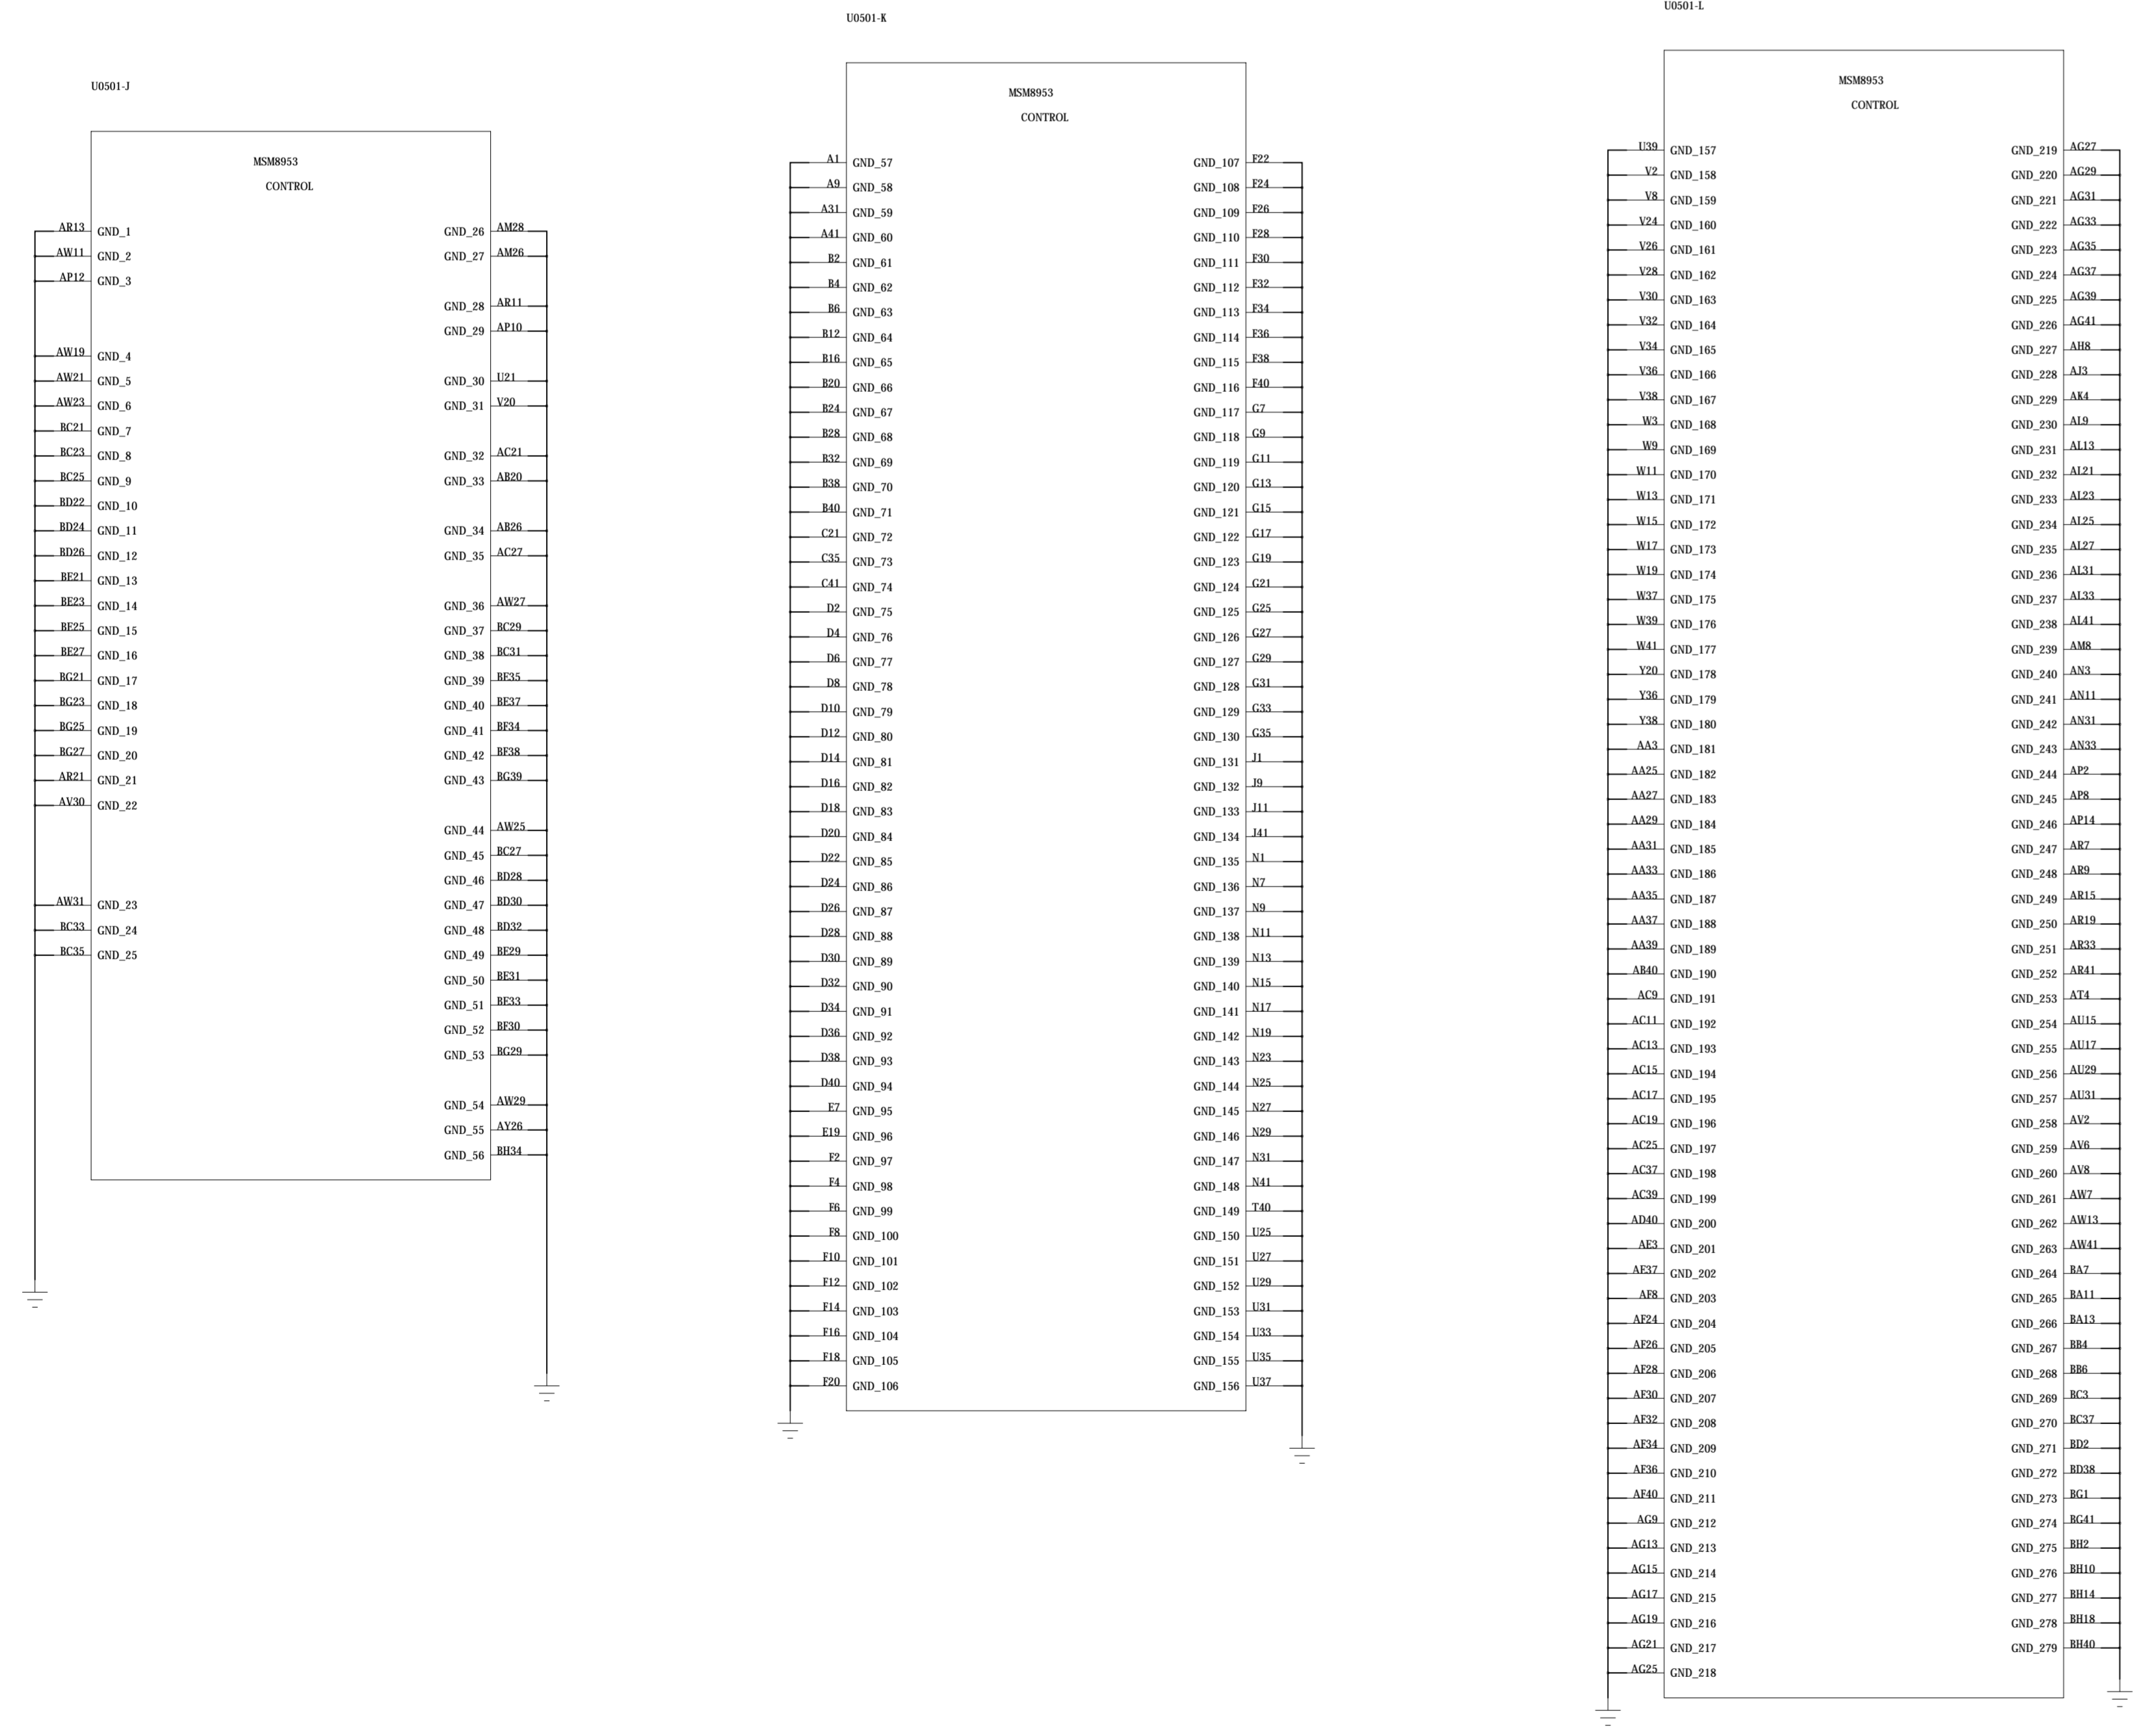 U0501-J
MSM8953
CONTROL
AR13 GND_1
AW11 GND_2
AP12 GND_3
AW19 GND_4
AW21 GND_5
AW23 GND_6
BC21 GND_7
BC23 GND_8
BC25 GND_9
BD22 GND_10
BD24 GND_11
BD26 GND_12
BE21 GND_13
BE23 GND_14
BE25 GND_15
BE27 GND_16
BG21 GND_17
BG23 GND_18
BG25 GND_19
BG27 GND_20
AR21 GND_21
AV30 GND_22
AW31 GND_23
BC33 GND_24
BC35 GND_25
GND_26 AM28
GND_27 AM26
GND_28 AR11
GND_29 AP10
GND_30 U21
GND_31 V20
GND_32 AC21
GND_33 AB20
GND_34 AB26
GND_35 AC27
GND_36 AW27
GND_37 BC29
GND_38 BC31
GND_39 BE35
GND_40 BE37
GND_41 BF34
GND_42 BF38
GND_43 BG39
GND_44 AW25
GND_45 BC27
GND_46 BD28
GND_47 BD30
GND_48 BD32
GND_49 BE29
GND_50 BE31
GND_51 BE33
GND_52 BF30
GND_53 BG29
GND_54 AW29
GND_55 AY26
GND_56 BH34
U0501-K
MSM8953
CONTROL
A1 GND_57
A9 GND_58
A31 GND_59
A41 GND_60
B2 GND_61
B4 GND_62
B6 GND_63
B12 GND_64
B16 GND_65
B20 GND_66
B24 GND_67
B28 GND_68
B32 GND_69
B38 GND_70
B40 GND_71
C21 GND_72
C35 GND_73
C41 GND_74
D2 GND_75
D4 GND_76
D6 GND_77
D8 GND_78
D10 GND_79
D12 GND_80
D14 GND_81
D16 GND_82
D18 GND_83
D20 GND_84
D22 GND_85
D24 GND_86
D26 GND_87
D28 GND_88
D30 GND_89
D32 GND_90
D34 GND_91
D36 GND_92
D38 GND_93
D40 GND_94
E7 GND_95
E19 GND_96
F2 GND_97
F4 GND_98
F6 GND_99
F8 GND_100
F10 GND_101
F12 GND_102
F14 GND_103
F16 GND_104
F18 GND_105
F20 GND_106
GND_107 F22
GND_108 F24
GND_109 F26
GND_110 F28
GND_111 F30
GND_112 F32
GND_113 F34
GND_114 F36
GND_115 F38
GND_116 F40
GND_117 G7
GND_118 G9
GND_119 G11
GND_120 G13
GND_121 G15
GND_122 G17
GND_123 G19
GND_124 G21
GND_125 G25
GND_126 G27
GND_127 G29
GND_128 G31
GND_129 G33
GND_130 G35
GND_131 J1
GND_132 J9
GND_133 J11
GND_134 J41
GND_135 N1
GND_136 N7
GND_137 N9
GND_138 N11
GND_139 N13
GND_140 N15
GND_141 N17
GND_142 N19
GND_143 N23
GND_144 N25
GND_145 N27
GND_146 N29
GND_147 N31
GND_148 N41
GND_149 T40
GND_150 U25
GND_151 U27
GND_152 U29
GND_153 U31
GND_154 U33
GND_155 U35
GND_156 U37
U0501-L
MSM8953
CONTROL
U39 GND_157
V2 GND_158
V8 GND_159
V24 GND_160
V26 GND_161
V28 GND_162
V30 GND_163
V32 GND_164
V34 GND_165
V36 GND_166
V38 GND_167
W3 GND_168
W9 GND_169
W11 GND_170
W13 GND_171
W15 GND_172
W17 GND_173
W19 GND_174
W37 GND_175
W39 GND_176
W41 GND_177
Y20 GND_178
Y36 GND_179
Y38 GND_180
AA3 GND_181
AA25 GND_182
AA27 GND_183
AA29 GND_184
AA31 GND_185
AA33 GND_186
AA35 GND_187
AA37 GND_188
AA39 GND_189
AB40 GND_190
AC9 GND_191
AC11 GND_192
AC13 GND_193
AC15 GND_194
AC17 GND_195
AC19 GND_196
AC25 GND_197
AC37 GND_198
AC39 GND_199
AD40 GND_200
AE3 GND_201
AE37 GND_202
AF8 GND_203
AF24 GND_204
AF26 GND_205
AF28 GND_206
AF30 GND_207
AF32 GND_208
AF34 GND_209
AF36 GND_210
AF40 GND_211
AG9 GND_212
AG13 GND_213
AG15 GND_214
AG17 GND_215
AG19 GND_216
AG21 GND_217
AG25 GND_218
GND_219 AG27
GND_220 AG29
GND_221 AG31
GND_222 AG33
GND_223 AG35
GND_224 AG37
GND_225 AG39
GND_226 AG41
GND_227 AH8
GND_228 AJ3
GND_229 AK4
GND_230 AL9
GND_231 AL13
GND_232 AL21
GND_233 AL23
GND_234 AL25
GND_235 AL27
GND_236 AL31
GND_237 AL33
GND_238 AL41
GND_239 AM8
GND_240 AN3
GND_241 AN11
GND_242 AN31
GND_243 AN33
GND_244 AP2
GND_245 AP8
GND_246 AP14
GND_247 AR7
GND_248 AR9
GND_249 AR15
GND_250 AR19
GND_251 AR33
GND_252 AR41
GND_253 AT4
GND_254 AU15
GND_255 AU17
GND_256 AU29
GND_257 AU31
GND_258 AV2
GND_259 AV6
GND_260 AV8
GND_261 AW7
GND_262 AW13
GND_263 AW41
GND_264 BA7
GND_265 BA11
GND_266 BA13
GND_267 BB4
GND_268 BB6
GND_269 BC3
GND_270 BC37
GND_271 BD2
GND_272 BD38
GND_273 BG1
GND_274 BG41
GND_275 BH2
GND_276 BH10
GND_277 BH14
GND_278 BH18
GND_279 BH40